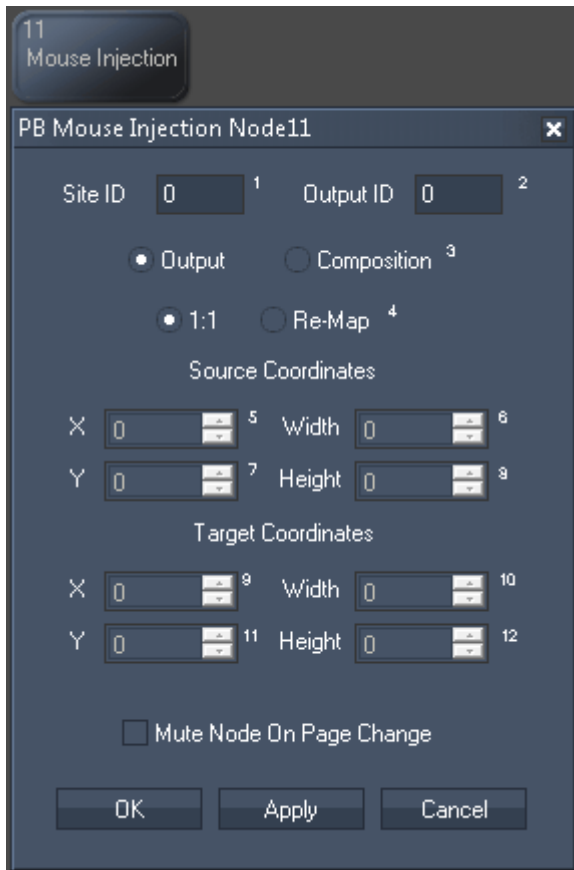 11
Mouse Injection
PB Mouse Injection Node11
Site ID 0 1 Output ID 0 2
Output Composition 3
1:1 Re-Map 4
Source Coordinates
X 0 5 Width 0 6
Y 0 7 Height 0 8
Target Coordinates
X 0 9 Width 0 10
Y 0 11 Height 0 12
Mute Node On Page Change
OK Apply Cancel